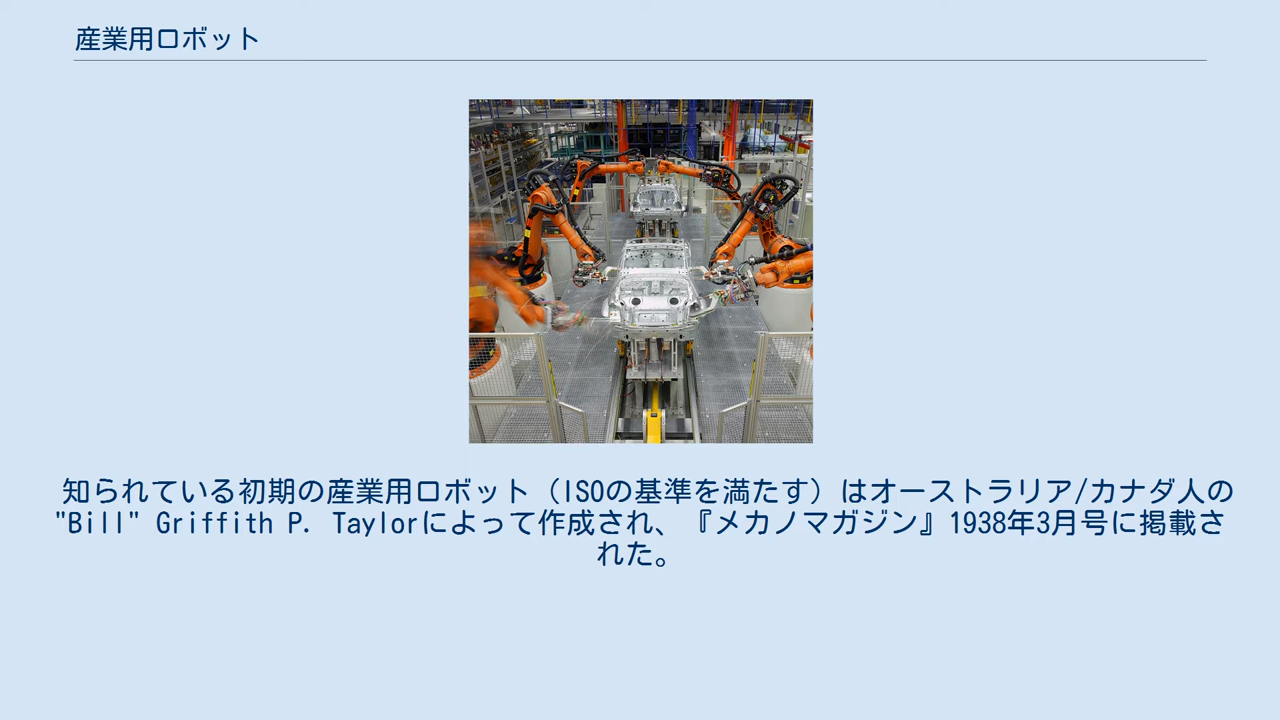 産業用ロボット
知られている初期の産業用ロボット（ISOの基準を満たす）はオーストラリア/カナダ人の
"Bill" Griffith P. Taylorによって作成され、『メカノマガジン』1938年3月号に掲載さ
れた。